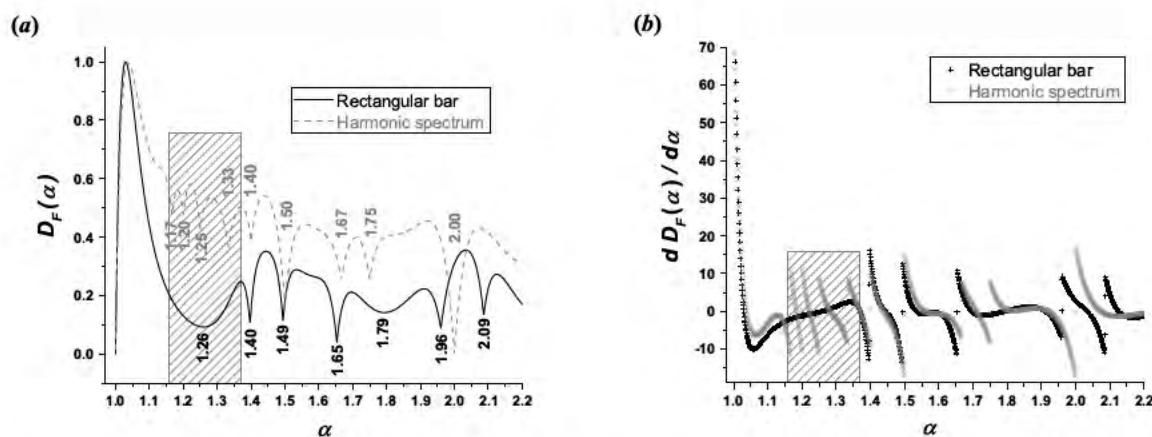 (a)
1.0
0.8
0.6
0.4
0.2
0.0
D_F(α)
Rectangular bar
Harmonic spectrum
1.17
1.20
1.25
1.33
1.40
1.50
1.67
1.75
2.00
1.26
1.40
1.49
1.65
1.79
1.96
2.09
1.0 1.1 1.2 1.3 1.4 1.5 1.6 1.7 1.8 1.9 2.0 2.1 2.2
α
(b)
70
60
50
40
30
20
10
0
-10
d D_F(α) / dα
Rectangular bar
Harmonic spectrum
1.0 1.1 1.2 1.3 1.4 1.5 1.6 1.7 1.8 1.9 2.0 2.1 2.2
α